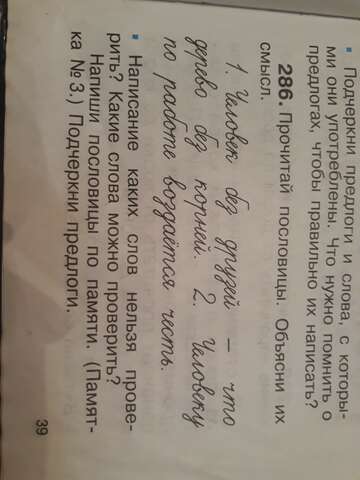 • Подчеркни предлоги и слова, с которы-
ми они употреблены. Что нужно помнить о
предлогах, чтобы правильно их написать?
286. Прочитай пословицы. Объясни их
смысл.
1. Человек без друзей – что
дерево без корней. 2. Человеку
по работе воздаётся честь.
• Написание каких слов нельзя прове-
рить? Какие слова можно проверить?
Напиши пословицы по памяти. (Памят-
ка № 3.) Подчеркни предлоги.
39